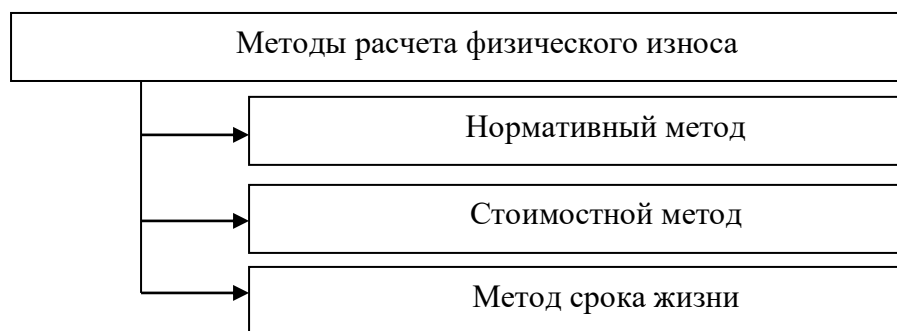 Методы расчета физического износа
Нормативный метод
Стоимостной метод
Метод срока жизни